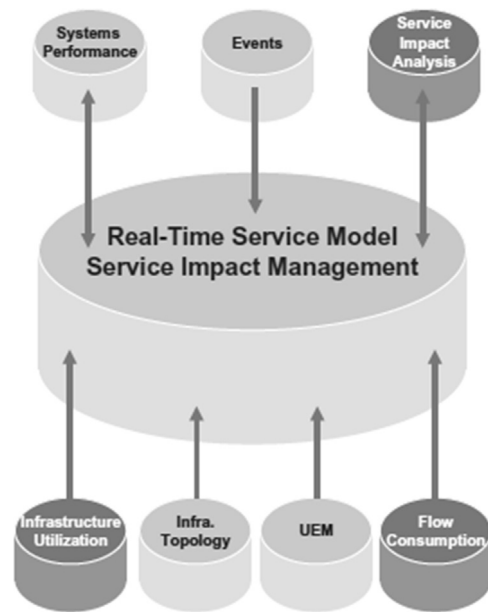 Systems
Performance
Events
Service
Impact
Analysis
Real-Time Service Model
Service Impact Management
Infrastructure
Utilization
Infra.
Topology
UEM
Flow
Consumption